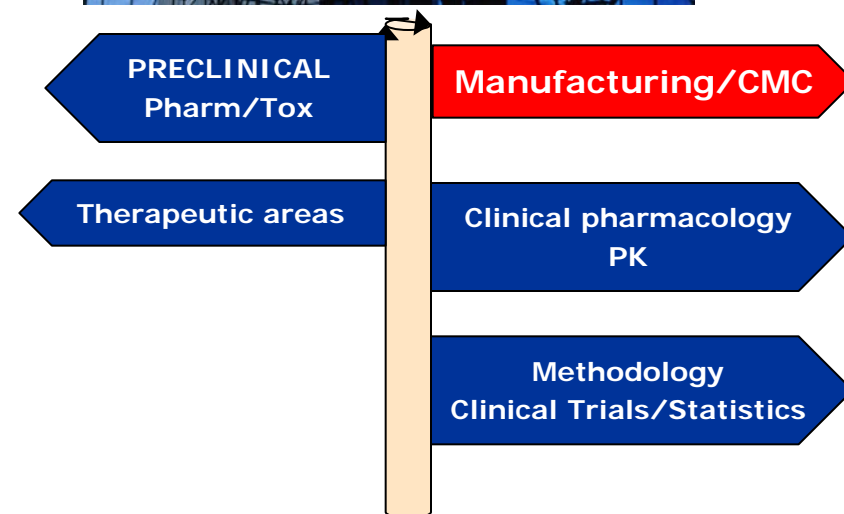 PRECLINICAL
Pharm/Tox
Manufacturing/CMC
Therapeutic areas
Clinical pharmacology
PK
Methodology
Clinical Trials/Statistics